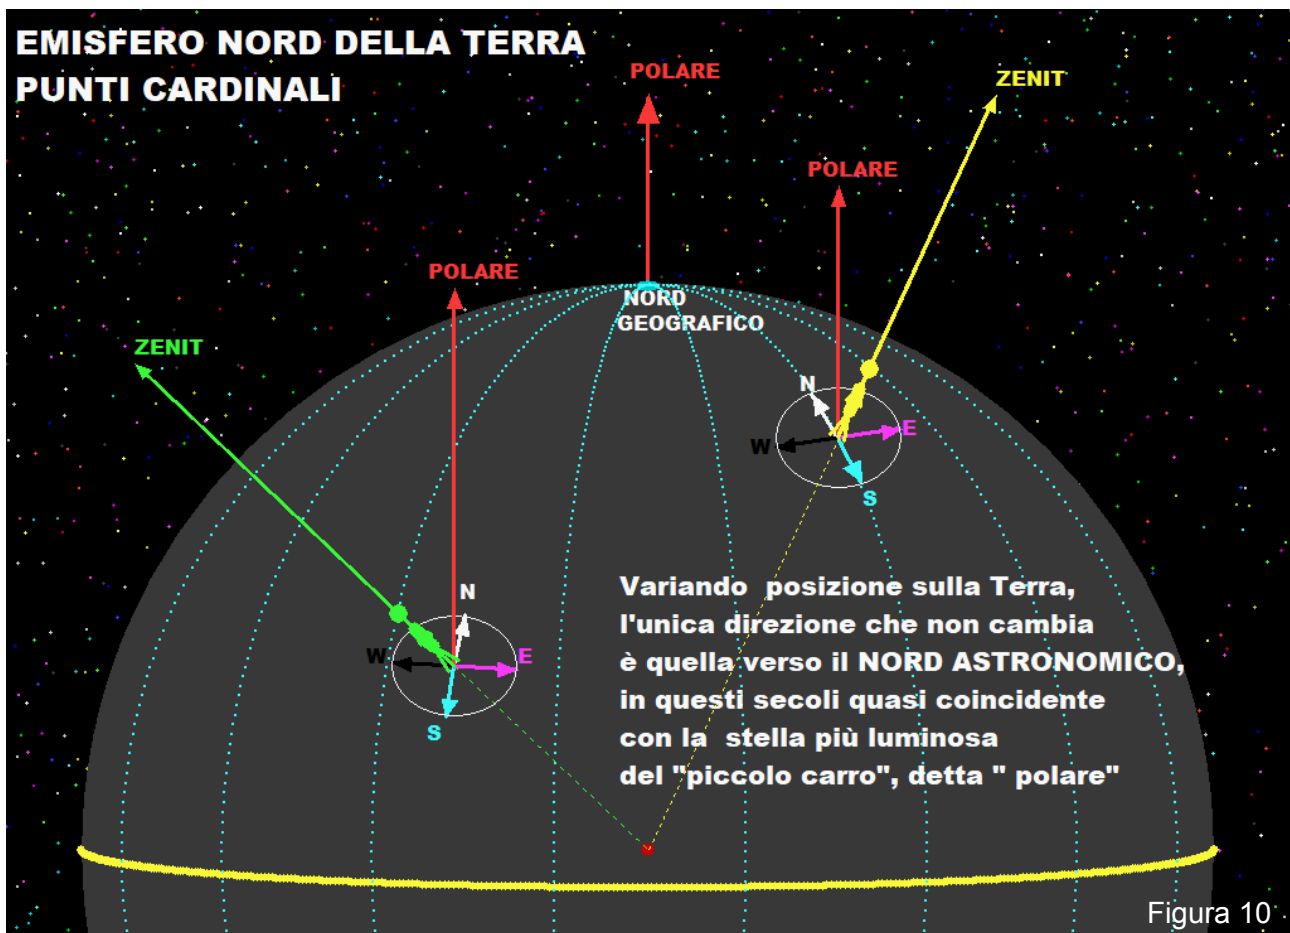 EMISFERO NORD DELLA TERRA
PUNTI CARDINALI
POLARE
ZENIT
POLARE
POLARE
NORD
GEOGRAFICO
ZENIT
N
E
W
S
N
W
E
S
Variando  posizione sulla Terra,
l'unica direzione che non cambia
è quella verso il NORD ASTRONOMICO,
in questi secoli quasi coincidente
con la  stella più luminosa
del "piccolo carro", detta " polare"
Figura 10